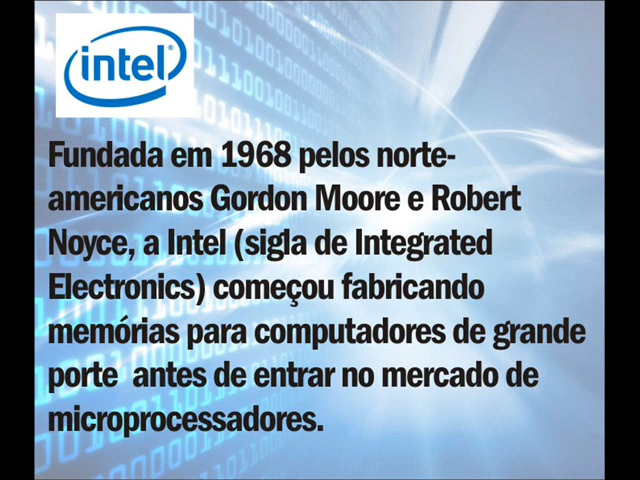 intel
Fundada em 1968 pelos norte-
americanos Gordon Moore e Robert
Noyce, a Intel (sigla de Integrated
Electronics) começou fabricando
memórias para computadores de grande
porte antes de entrar no mercado de
microprocessadores.